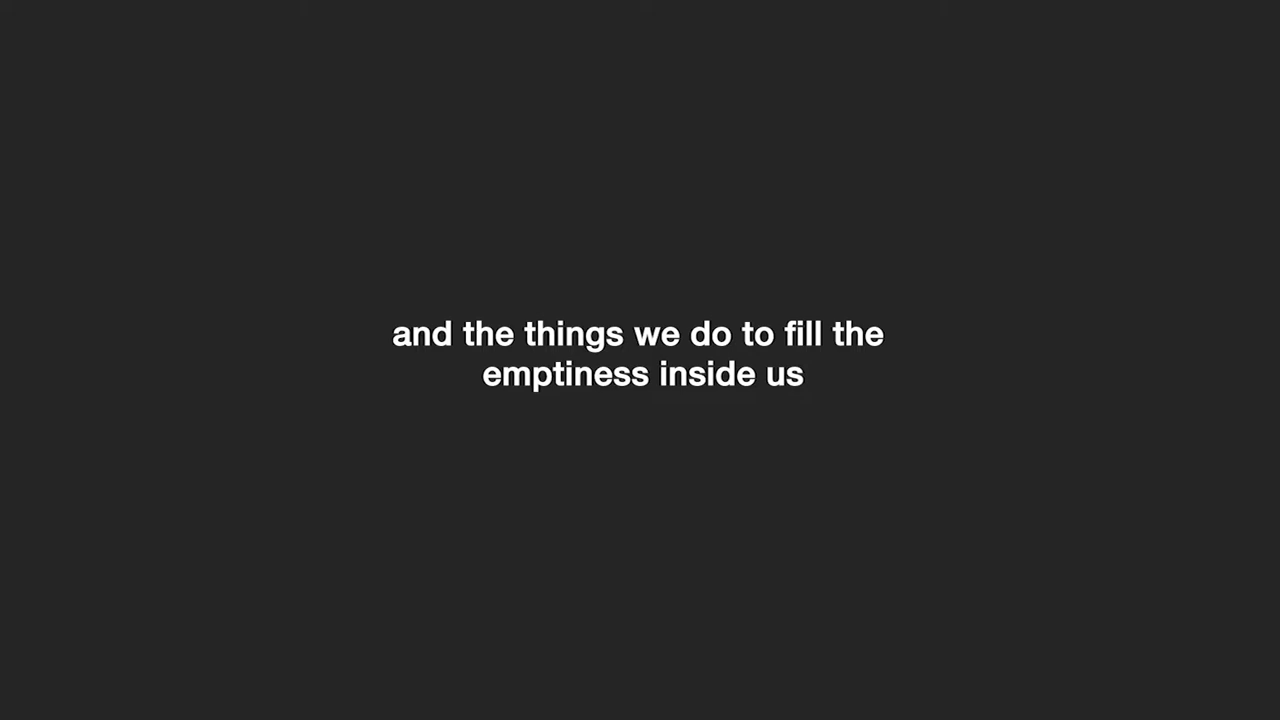 and the things we do to fill the
emptiness inside us